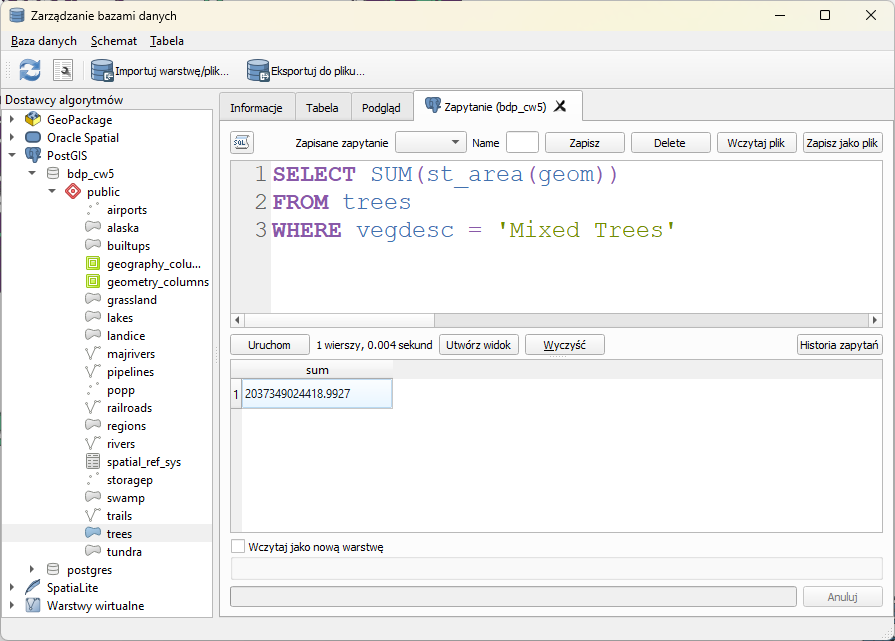 Zarządzanie bazami danych
Baza danych Schemat Tabela
Importuj warstwę/plik... Eksportuj do pliku...
Dostawcy algorytmów
GeoPackage
Oracle Spatial
PostGIS
bdp_cw5
public
airports
alaska
builtups
geography_colu...
geometry_columns
grassland
lakes
landice
majrivers
pipelines
popp
railroads
regions
rivers
spatial_ref_sys
storagep
swamp
trails
trees
tundra
postgres
SpatiaLite
Warstwy wirtualne
Informacje Tabela Podgląd Zapytanie (bdp_cw5)
SQL Zapisane zapytanie Name Zapisz Delete Wczytaj plik Zapisz jako plik
1 SELECT SUM(st_area(geom))
2 FROM trees
3 WHERE vegdesc = 'Mixed Trees'
Uruchom 1 wierszy, 0.004 sekund Utwórz widok Wyczyść Historia zapytań
sum
1 2037349024418.9927
Wczytaj jako nową warstwę
Anuluj